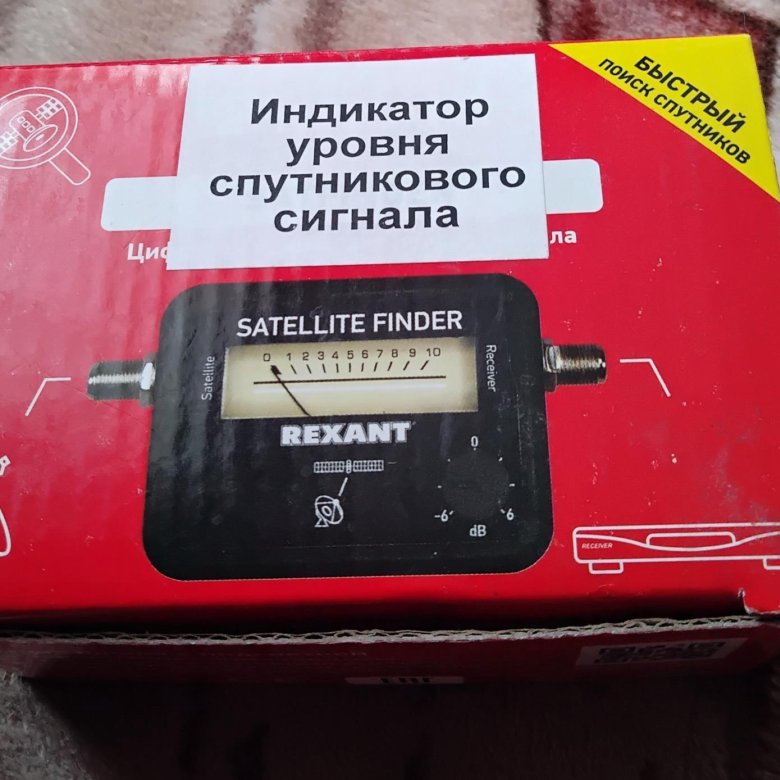 БЫСТРЫЙ
ПОИСК СПУТНИКОВ
Индикатор
уровня
спутникового
сигнала
SATELLITE FINDER
Satellite
0 1 2 3 4 5 6 7 8 9 10
Receiver
REXANT
0
-6 6
dB
RECEIVER
EAC